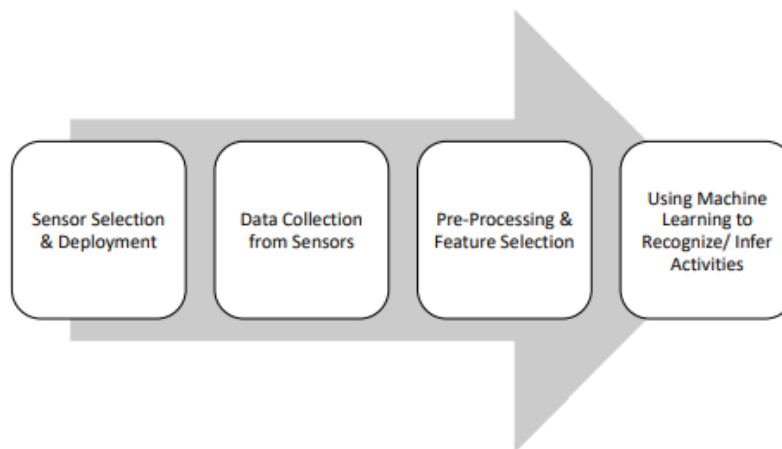 Sensor Selection
& Deployment
Data Collection
from Sensors
Pre-Processing &
Feature Selection
Using Machine
Learning to
Recognize/ Infer
Activities